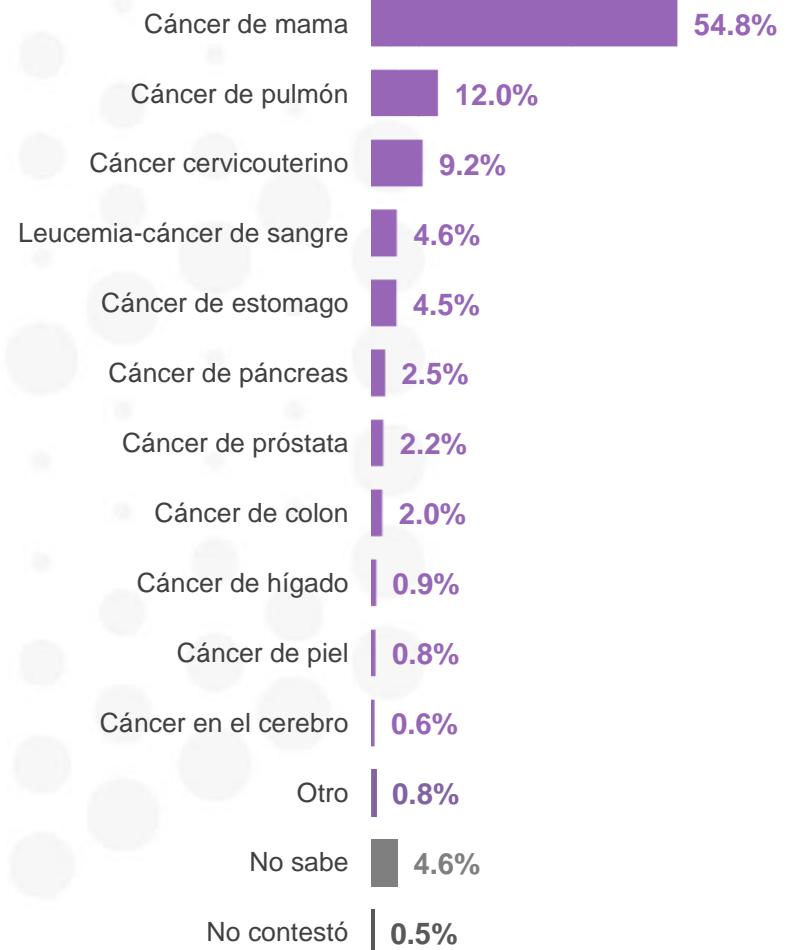 Cáncer de mama 54.8%
Cáncer de pulmón 12.0%
Cáncer cervicouterino 9.2%
Leucemia-cáncer de sangre 4.6%
Cáncer de estomago 4.5%
Cáncer de páncreas 2.5%
Cáncer de próstata 2.2%
Cáncer de colon 2.0%
Cáncer de hígado 0.9%
Cáncer de piel 0.8%
Cáncer en el cerebro 0.6%
Otro 0.8%
No sabe 4.6%
No contestó 0.5%